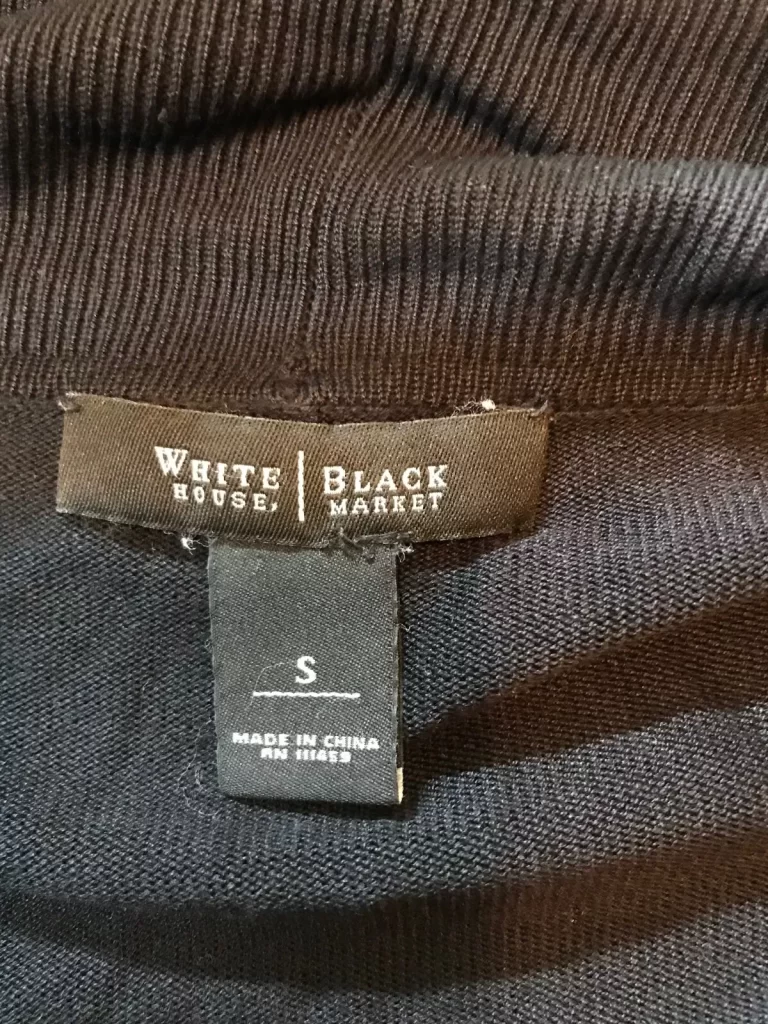 WHITE | BLACK
HOUSE, MARKET
S
MADE IN CHINA
RN 111459